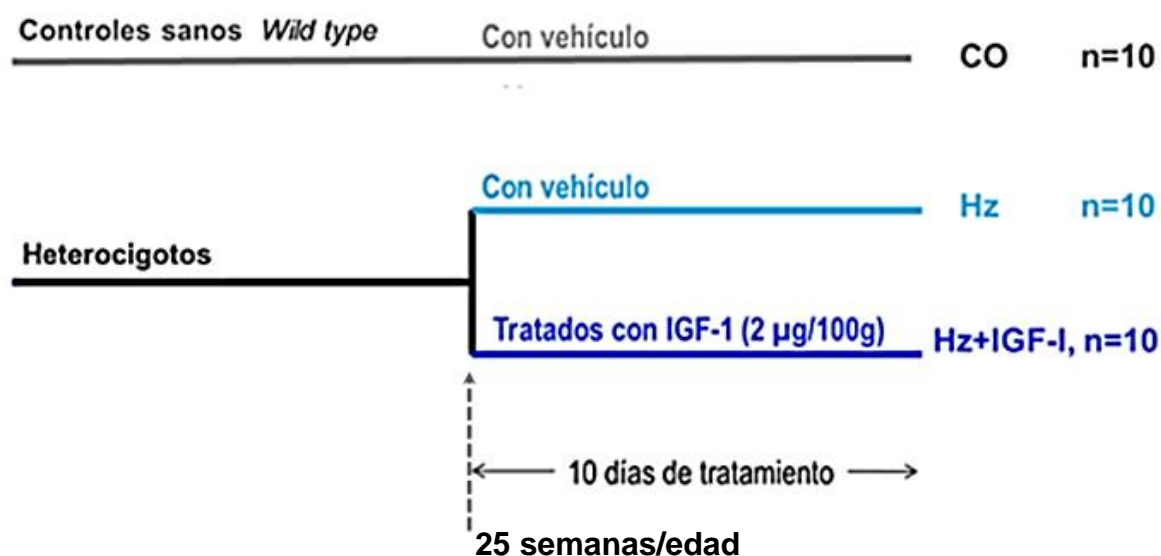 Controles sanos Wild type Con vehículo CO n=10
Con vehículo Hz n=10
Heterocigotos
Tratados con IGF-1 (2 µg/100g) Hz+IGF-I, n=10
10 días de tratamiento
25 semanas/edad